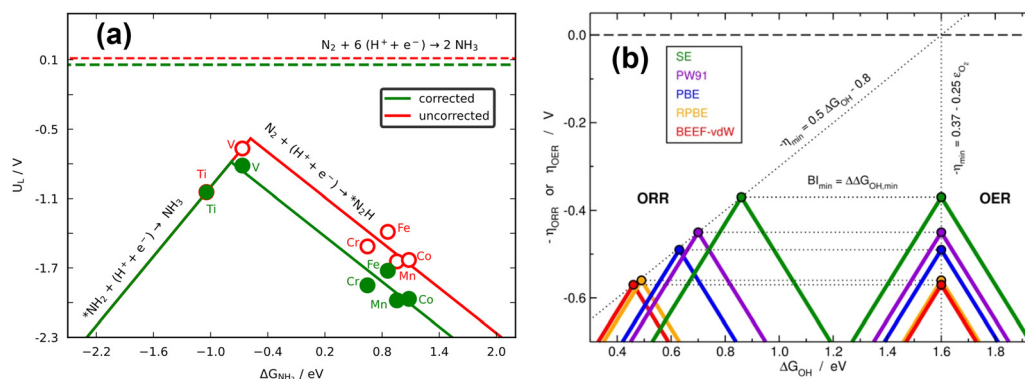 (a)
N₂ + 6 (H⁺ + e⁻) → 2 NH₃
corrected
uncorrected
N₂ + (H⁺ + e⁻) → *N₂H
*NH₂ + (H⁺ + e⁻) → NH₃
V
V
Ti
Ti
Fe
Cr
Co
Fe
Mn
Cr
Mn
Co
U_L / V
0.1
-0.5
-1.1
-1.7
-2.3
-2.2
-1.6
-1.0
-0.4
0.2
0.8
1.4
2.0
ΔG_NH₂ / eV
(b)
SE
PW91
PBE
RPBE
BEEF-vdW
-η_min = 0.5 ΔG_OH - 0.8
-η_min = 0.37 - 0.25 ε_O₂
BI_min = ΔΔG_OH,min
ORR
OER
- η_ORR or η_OER / V
0.0
-0.2
-0.4
-0.6
0.4
0.6
0.8
1.0
1.2
1.4
1.6
1.8
ΔG_OH / eV